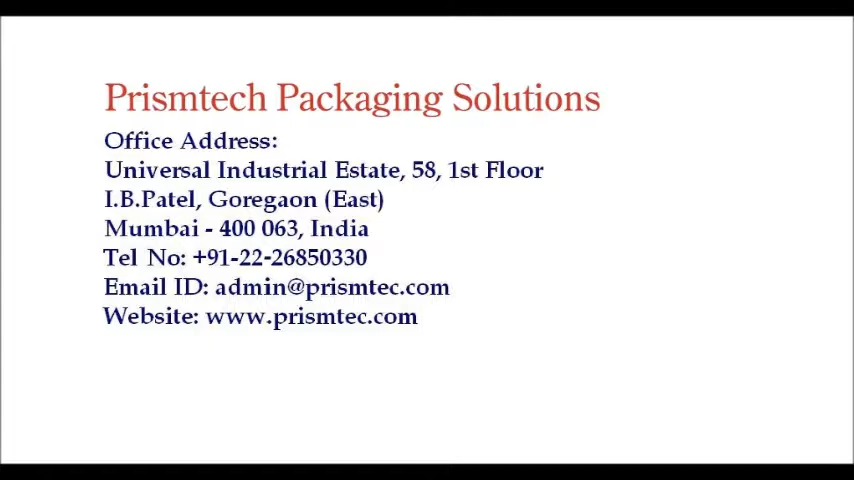 Prismtech Packaging Solutions
Office Address:
Universal Industrial Estate, 58, 1st Floor
I.B.Patel, Goregaon (East)
Mumbai - 400 063, India
Tel No: +91-22-26850330
Email ID: admin@prismtec.com
Website: www.prismtec.com